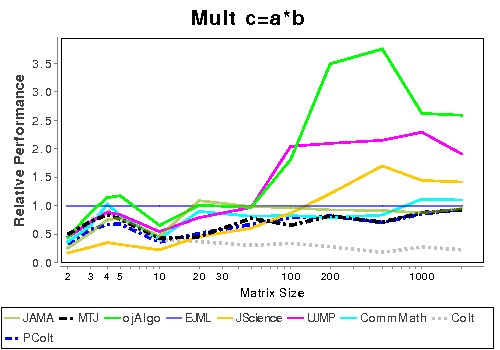 Mult c=a*b
Relative Performance
3.5
3.0
2.5
2.0
1.5
1.0
0.5
0.0
2 3 4 5 10 20 30 100 200 1000
Matrix Size
JAMA MTJ ojAlgo EJML JScience UJMP CommMath Colt
PColt